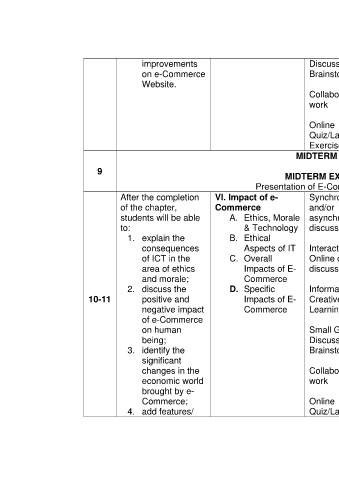 improvements
on e-Commerce
Website.
Discuss
Brainsto
Collabo
work
Online
Quiz/La
Exercis
9
MIDTERM
MIDTERM EX
Presentation of E-Co
10-11
After the completion
of the chapter,
students will be able
to:
1. explain the
consequences
of ICT in the
area of ethics
and morale;
2. discuss the
positive and
negative impact
of e-Commerce
on human
being;
3. identify the
significant
changes in the
economic world
brought by e-
Commerce;
4. add features/
VI. Impact of e-
Commerce
A. Ethics, Morale
& Technology
B. Ethical
Aspects of IT
C. Overall
Impacts of E-
Commerce
D. Specific
Impacts of E-
Commerce
Synchro
and/or
asynchr
discuss
Interact
Online d
discuss
Informa
Creative
Learnin
Small G
Discuss
Brainsto
Collabo
work
Online
Quiz/La